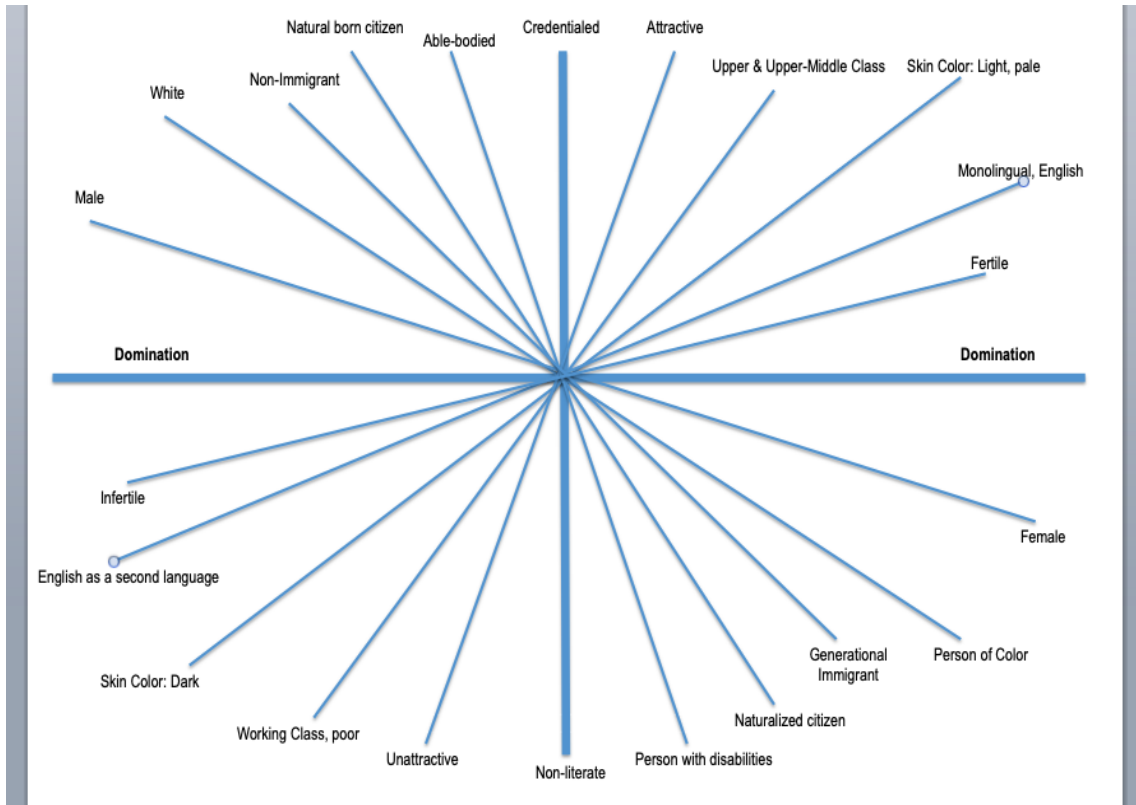 Natural born citizen
Able-bodied
Credentialed
Attractive
Non-Immigrant
Upper & Upper-Middle Class
Skin Color: Light, pale
White
Monolingual, English
Male
Fertile
Domination
Domination
Infertile
Female
English as a second language
Skin Color: Dark
Generational
Immigrant
Person of Color
Working Class, poor
Naturalized citizen
Unattractive
Non-literate
Person with disabilities